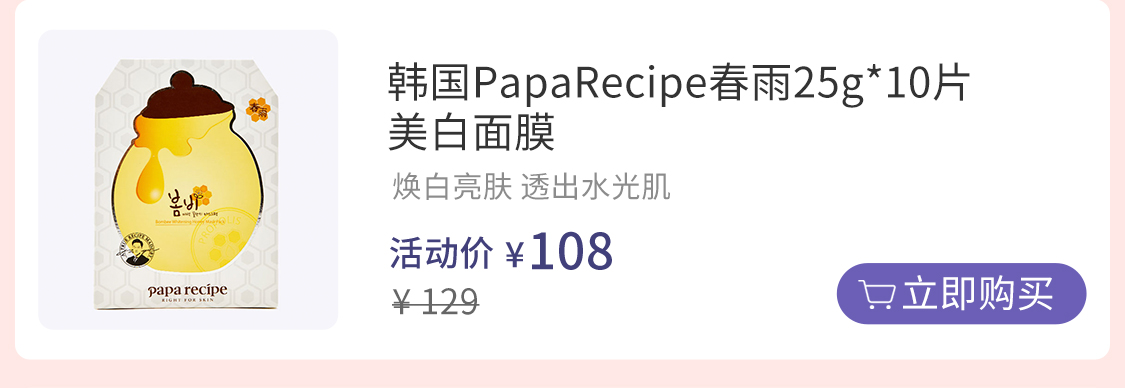 春雨
봄비
papa recipe
RIGHT FOR SKIN
韩国PapaRecipe春雨25g*10片
美白面膜
焕白亮肤 透出水光肌
活动价 ¥108
¥ 129
立即购买